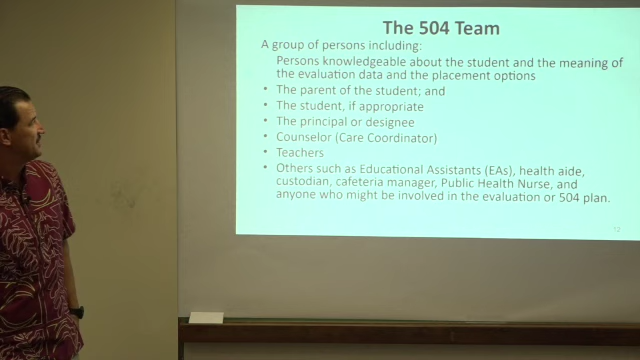 The 504 Team
A group of persons including:
Persons knowledgeable about the student and the meaning of
the evaluation data and the placement options
• The parent of the student; and
• The student, if appropriate
• The principal or designee
• Counselor (Care Coordinator)
• Teachers
• Others such as Educational Assistants (EAs), health aide,
custodian, cafeteria manager, Public Health Nurse, and
anyone who might be involved in the evaluation or 504 plan.
12